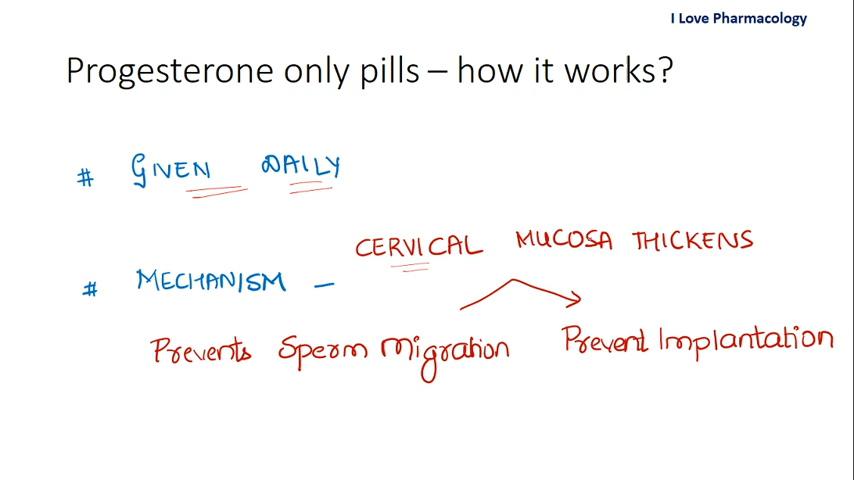 I Love Pharmacology
Progesterone only pills – how it works?
# GIVEN DAILY
CERVICAL MUCOSA THICKENS
# MECHANISM –
Prevents Sperm Migration
Prevent Implantation